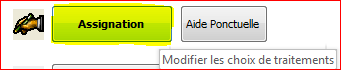 Assignation
Aide Ponctuelle
Modifier les choix de traitements